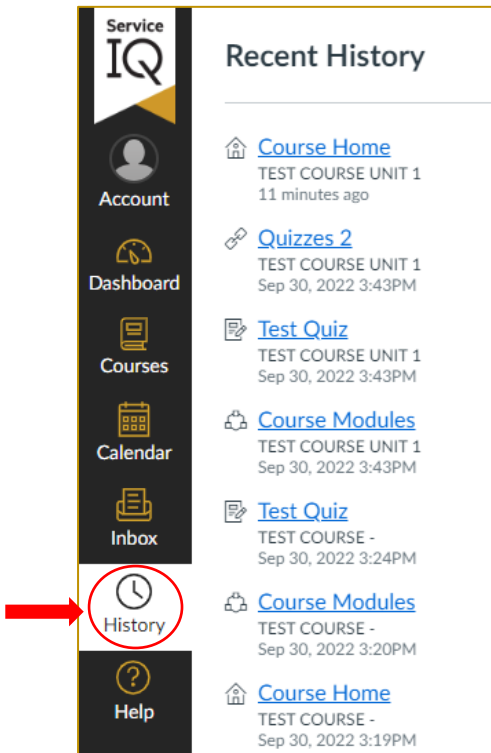 Service
IQ
Account
Dashboard
Courses
Calendar
Inbox
History
Help
Recent History
Course Home
TEST COURSE UNIT 1
11 minutes ago
Quizzes 2
TEST COURSE UNIT 1
Sep 30, 2022 3:43PM
Test Quiz
TEST COURSE UNIT 1
Sep 30, 2022 3:43PM
Course Modules
TEST COURSE UNIT 1
Sep 30, 2022 3:43PM
Test Quiz
TEST COURSE -
Sep 30, 2022 3:24PM
Course Modules
TEST COURSE -
Sep 30, 2022 3:20PM
Course Home
TEST COURSE -
Sep 30, 2022 3:19PM